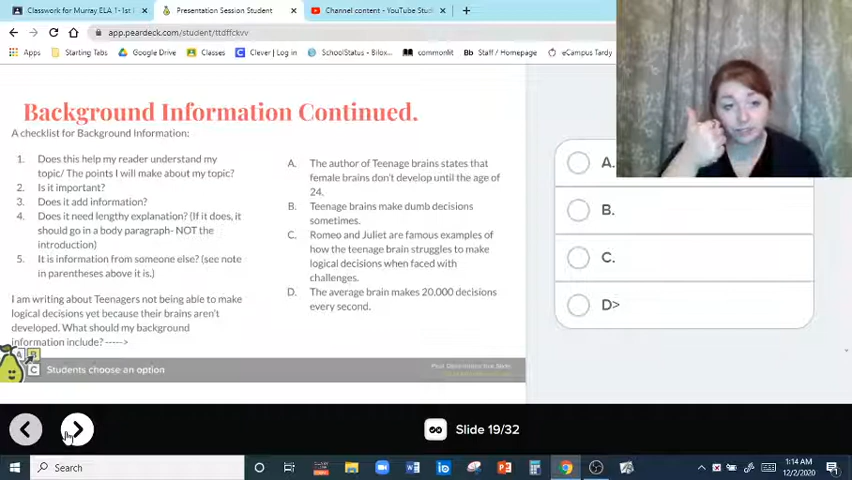 Classwork for Murray ELA 1-1st
Presentation Session Student
Channel content - YouTube Stud
app.peardeck.com/student/ttdffckvv
Apps
Starting Tabs
Google Drive
Classes
Clever | Log in
SchoolStatus - Bilox...
commonlit
Bb Staff / Homepage
eCampus Tardy
Background Information Continued.
A checklist for Background Information:
1. Does this help my reader understand my
topic/ The points I will make about my topic?
2. Is it important?
3. Does it add information?
4. Does it need lengthy explanation? (If it does, it
should go in a body paragraph- NOT the
introduction)
5. It is information from someone else? (see note
in parentheses above it is.)
I am writing about Teenagers not being able to make
logical decisions yet because their brains aren't
developed. What should my background
information include? ----->
A. The author of Teenage brains states that
female brains don't develop until the age of
24.
B. Teenage brains make dumb decisions
sometimes.
C. Romeo and Juliet are famous examples of
how the teenage brain struggles to make
logical decisions when faced with
challenges.
D. The average brain makes 20,000 decisions
every second.
A.
B.
C.
D>
A B
C Students choose an option
Pear Deck Interactive Slide
Slide 19/32
Search
1:14 AM
12/2/2020